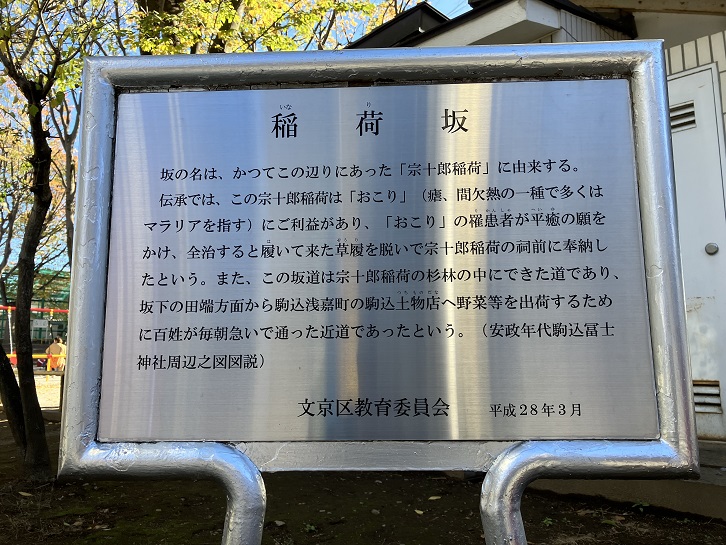 いな り
稲荷坂
坂の名は、かつてこの辺りにあった「宗十郎稲荷」に由来する。
伝承では、この宗十郎稲荷は「おこり」（瘧、間欠熱の一種で多くは
マラリアを指す）にご利益があり、「おこり」の罹患者が平癒の願を
かけ、全治すると履いて来た草履を脱いで宗十郎稲荷の祠前に奉納し
たという。また、この坂道は宗十郎稲荷の杉林の中にできた道であり、
坂下の田端方面から駒込浅嘉町の駒込土物店へ野菜等を出荷するため
に百姓が毎朝急いで通った近道であったという。（安政年代駒込冨士
神社周辺之図図説）
文京区教育委員会 平成28年3月